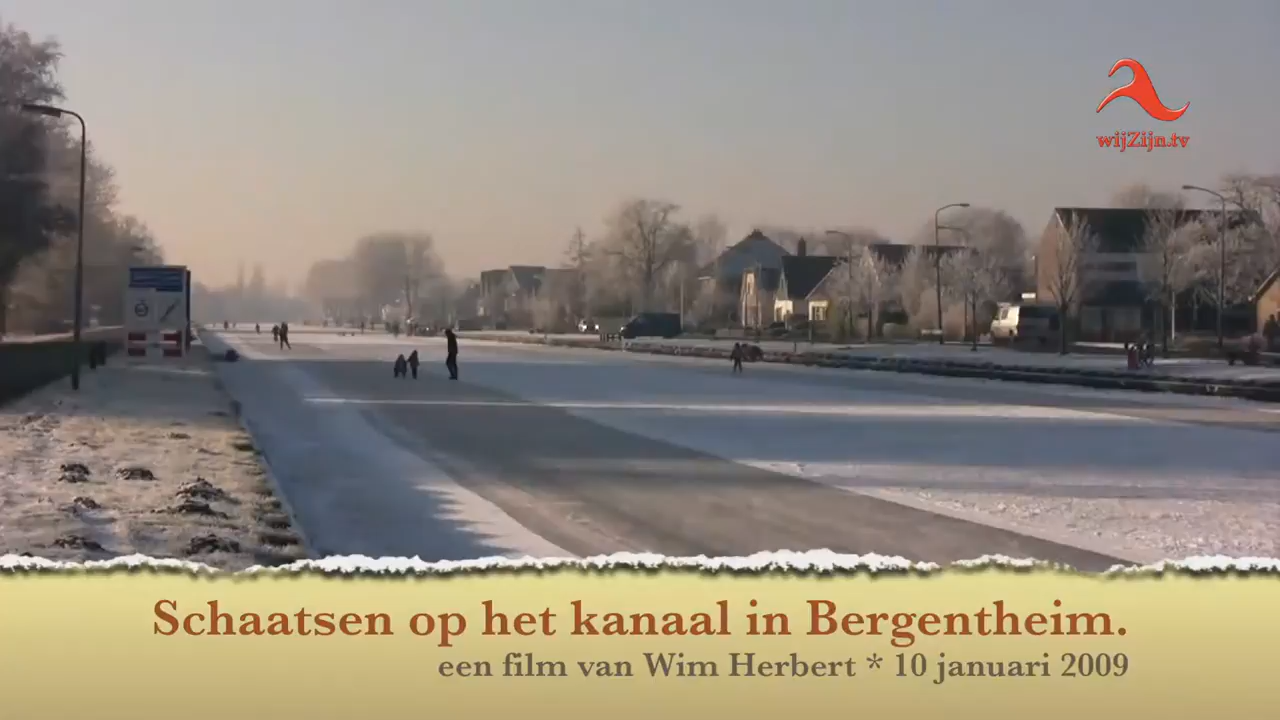 wijZijn.tv
Schaatsen op het kanaal in Bergentheim.
een film van Wim Herbert * 10 januari 2009